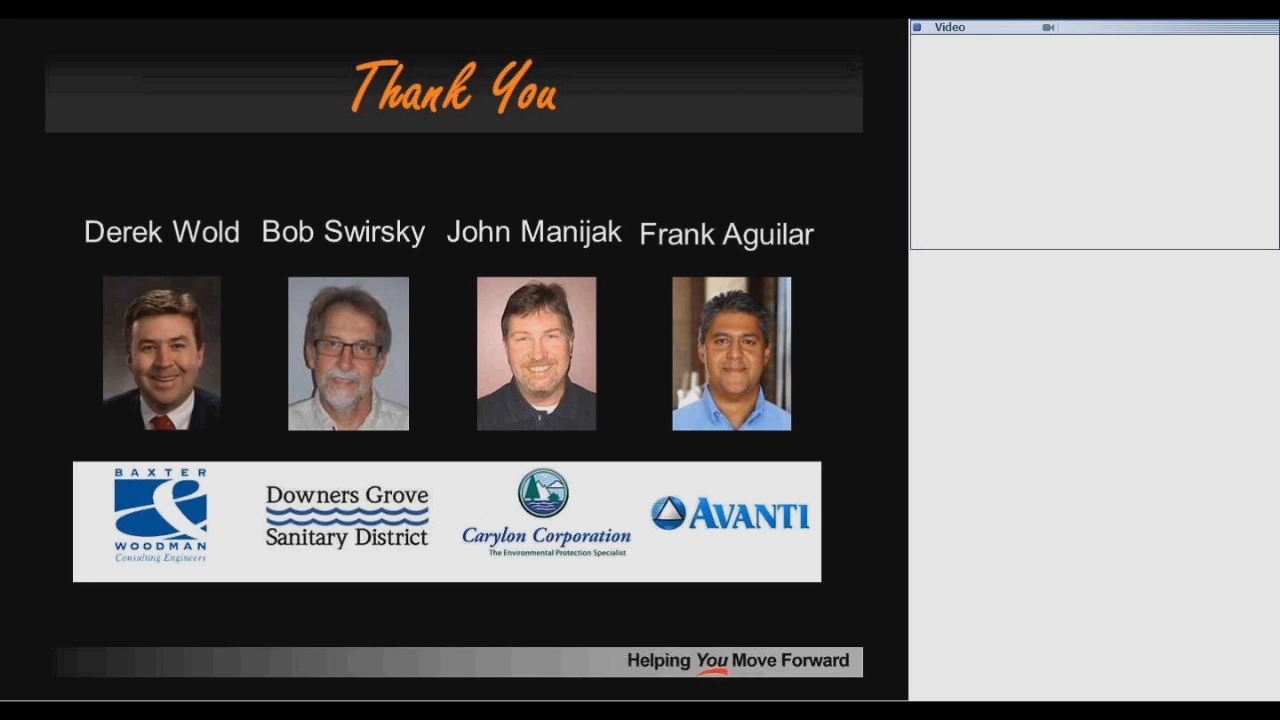 Video
Thank You
Derek Wold Bob Swirsky John Manijak Frank Aguilar
BAXTER
&
WOODMAN
Consulting Engineers
Downers Grove
Sanitary District
Carylon Corporation
The Environmental Protection Specialist
AVANTI
Helping You Move Forward